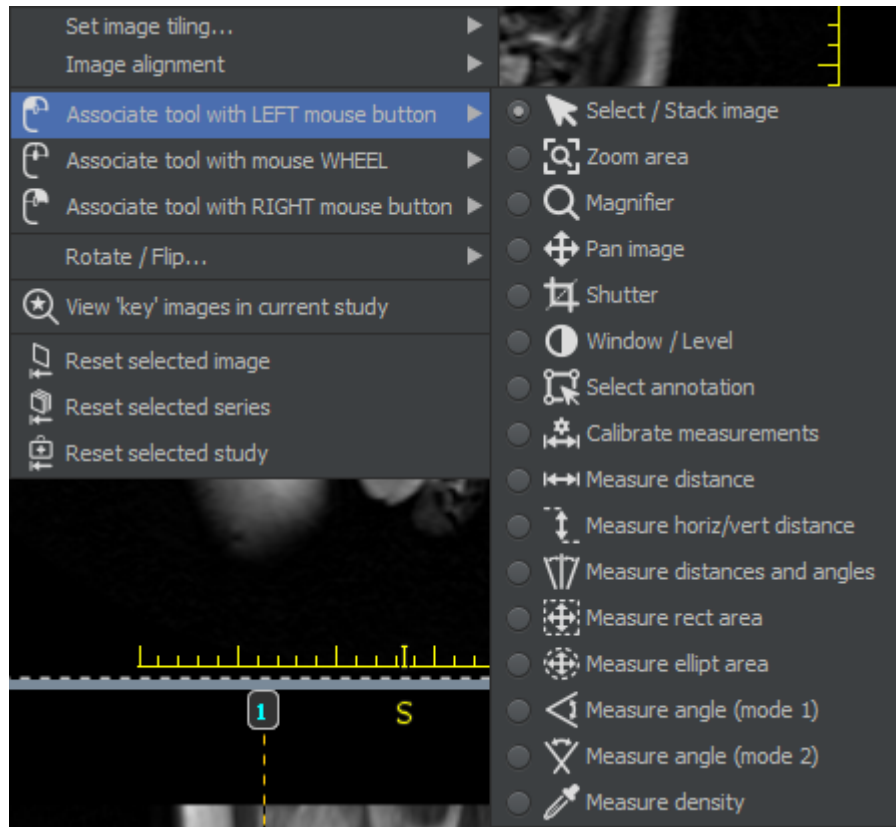 Set image tiling...
Image alignment
Associate tool with LEFT mouse button
Associate tool with mouse WHEEL
Associate tool with RIGHT mouse button
Rotate / Flip...
View 'key' images in current study
Reset selected image
Reset selected series
Reset selected study
Select / Stack image
Zoom area
Magnifier
Pan image
Shutter
Window / Level
Select annotation
Calibrate measurements
Measure distance
Measure horiz/vert distance
Measure distances and angles
Measure rect area
Measure ellipt area
Measure angle (mode 1)
Measure angle (mode 2)
Measure density
1
S